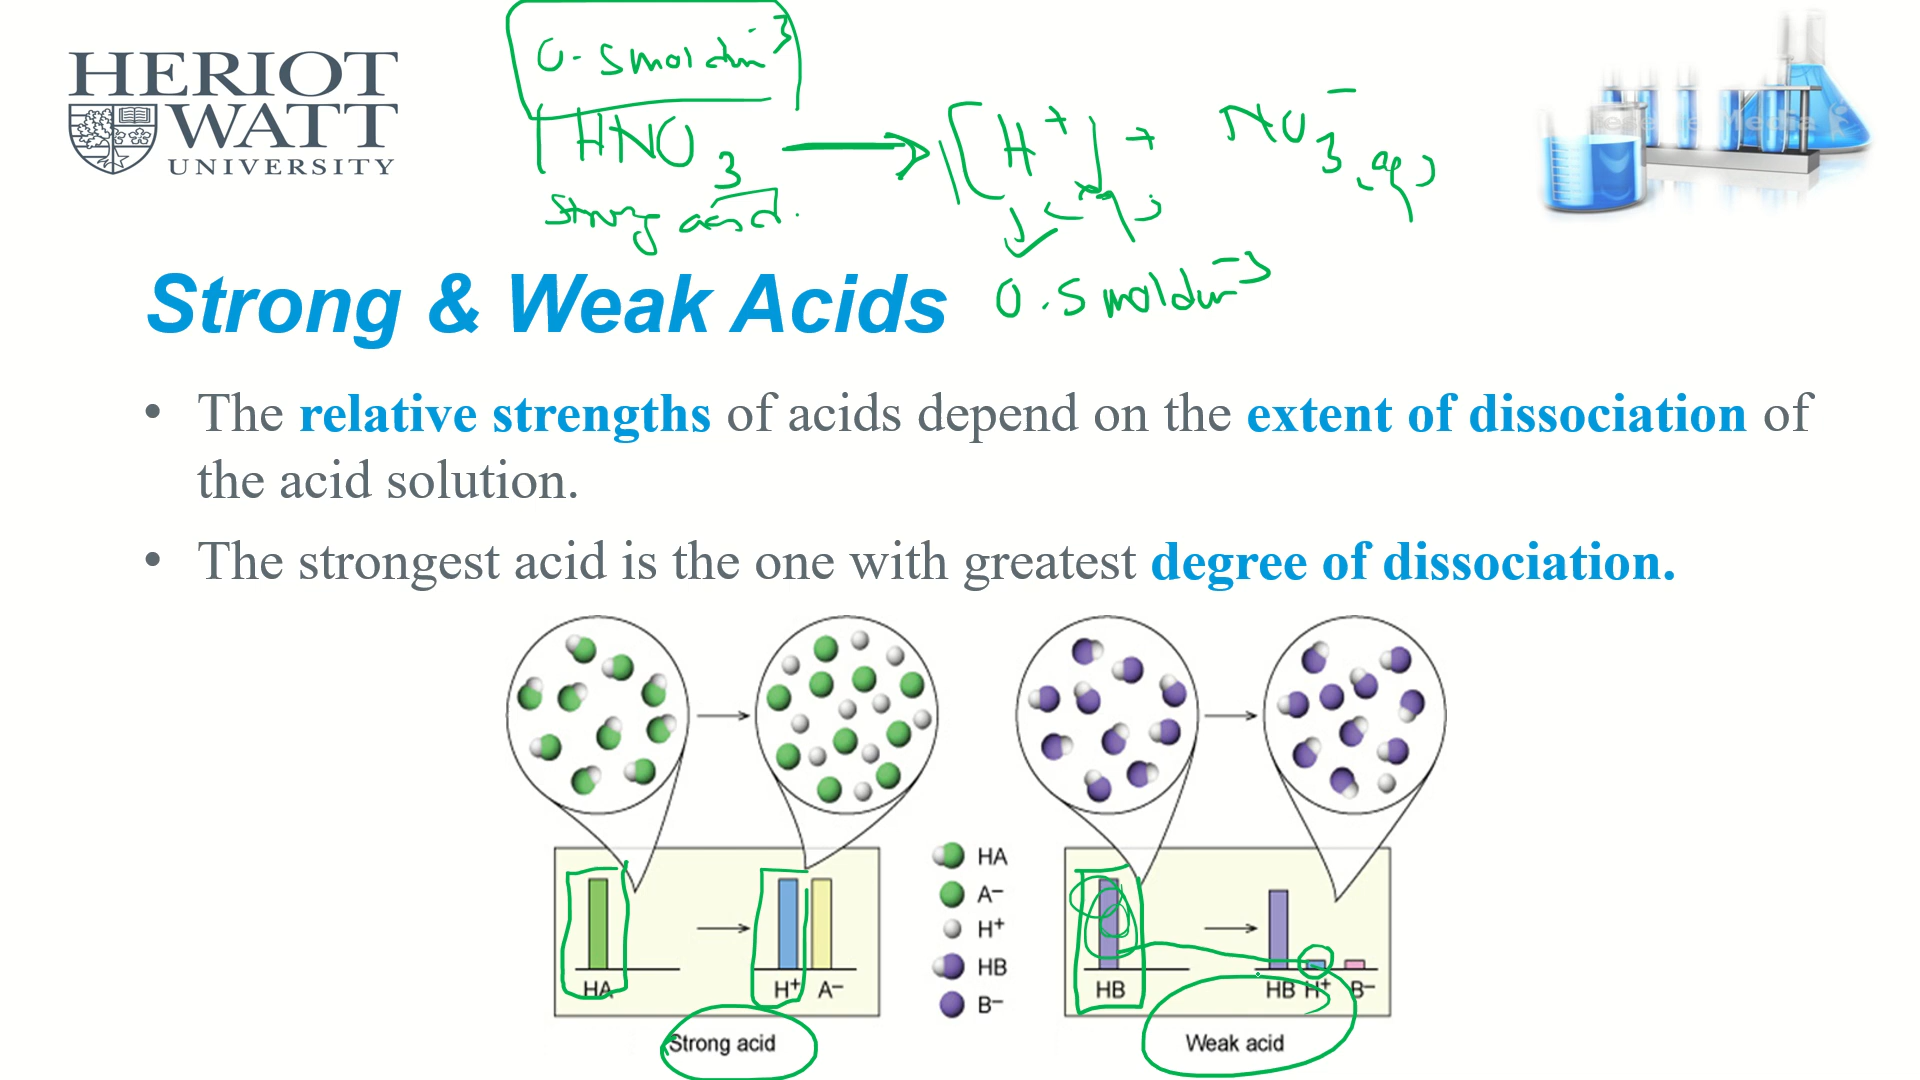 0.5 mol dm⁻³
HERIOT
WATT
UNIVERSITY
HNO₃ → [H⁺](aq) + NO₃⁻(aq)
Strong acid.
0.5 mol dm⁻³
Strong & Weak Acids
• The relative strengths of acids depend on the extent of dissociation of
the acid solution.
• The strongest acid is the one with greatest degree of dissociation.
HA
A⁻
H⁺
HB
B⁻
HA
H⁺ A⁻
HB
HB H⁺ B⁻
Strong acid
Weak acid